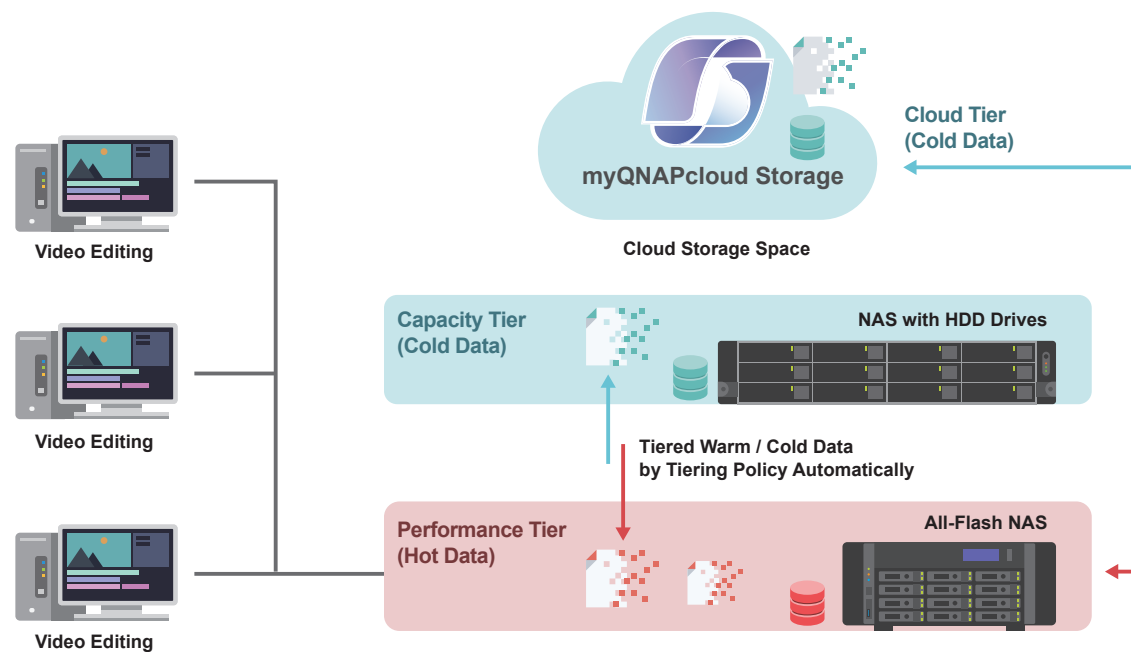 myQNAPcloud Storage
Cloud Storage Space
Cloud Tier
(Cold Data)
Video Editing
Capacity Tier
(Cold Data)
NAS with HDD Drives
Video Editing
Tiered Warm / Cold Data
by Tiering Policy Automatically
Performance Tier
(Hot Data)
All-Flash NAS
Video Editing